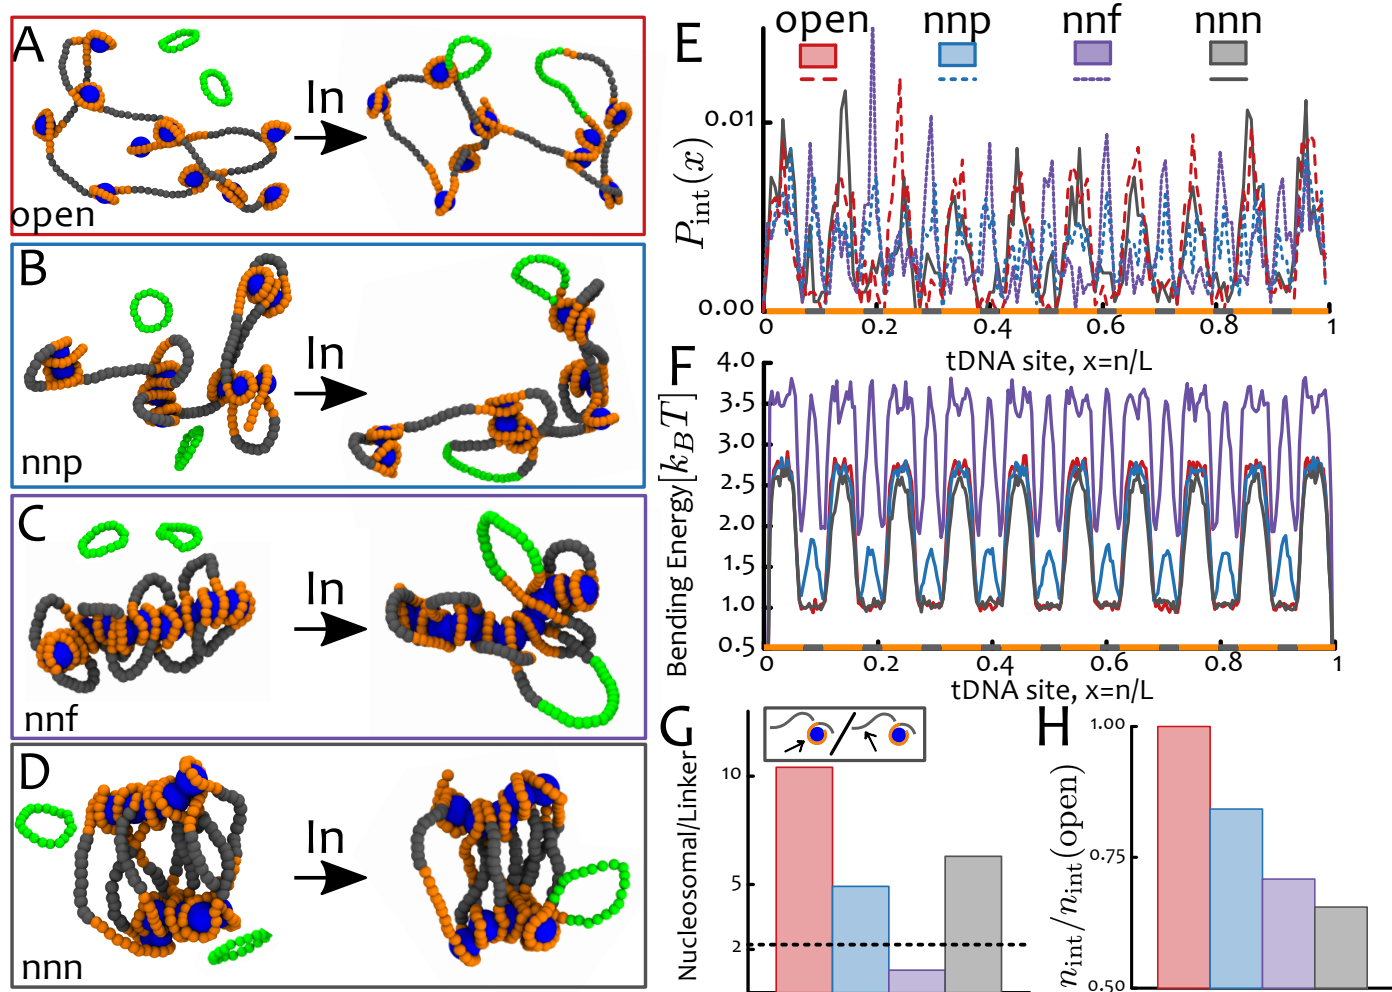 A
In
open
B
In
nnp
C
In
nnf
D
In
nnn
E
open nnp nnf nnn
P_int(x)
0.01
0.00
0 0.2 0.4 0.6 0.8 1
tDNA site, x=n/L
F
Bending Energy[k_BT]
4.0
3.5
3.0
2.5
2.0
1.5
1.0
0.5
0 0.2 0.4 0.6 0.8 1
tDNA site, x=n/L
G
Nucleosomal/Linker
10
5
2
H
n_int/n_int(open)
1.00
0.75
0.50